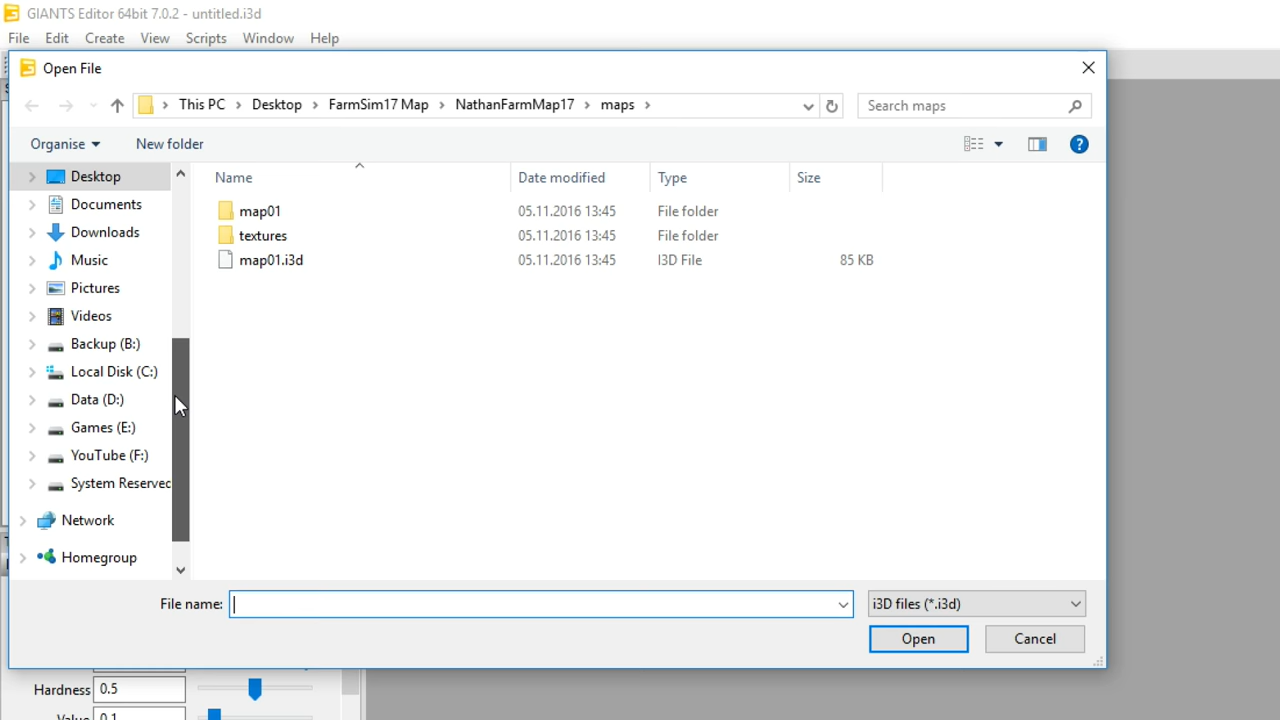 GIANTS Editor 64bit 7.0.2 - untitled.i3d
File Edit Create View Scripts Window Help
Open File
This PC > Desktop > FarmSim17 Map > NathanFarmMap17 > maps >
Search maps
Organise New folder
Name Date modified Type Size
Desktop
Documents
Downloads
Music
Pictures
Videos
Backup (B:)
Local Disk (C:)
Data (D:)
Games (E:)
YouTube (F:)
System Reserved
Network
Homegroup
map01 05.11.2016 13:45 File folder
textures 05.11.2016 13:45 File folder
map01.i3d 05.11.2016 13:45 I3D File 85 KB
File name:
i3D files (*.i3d)
Open Cancel
Hardness 0.5
Value 0.1